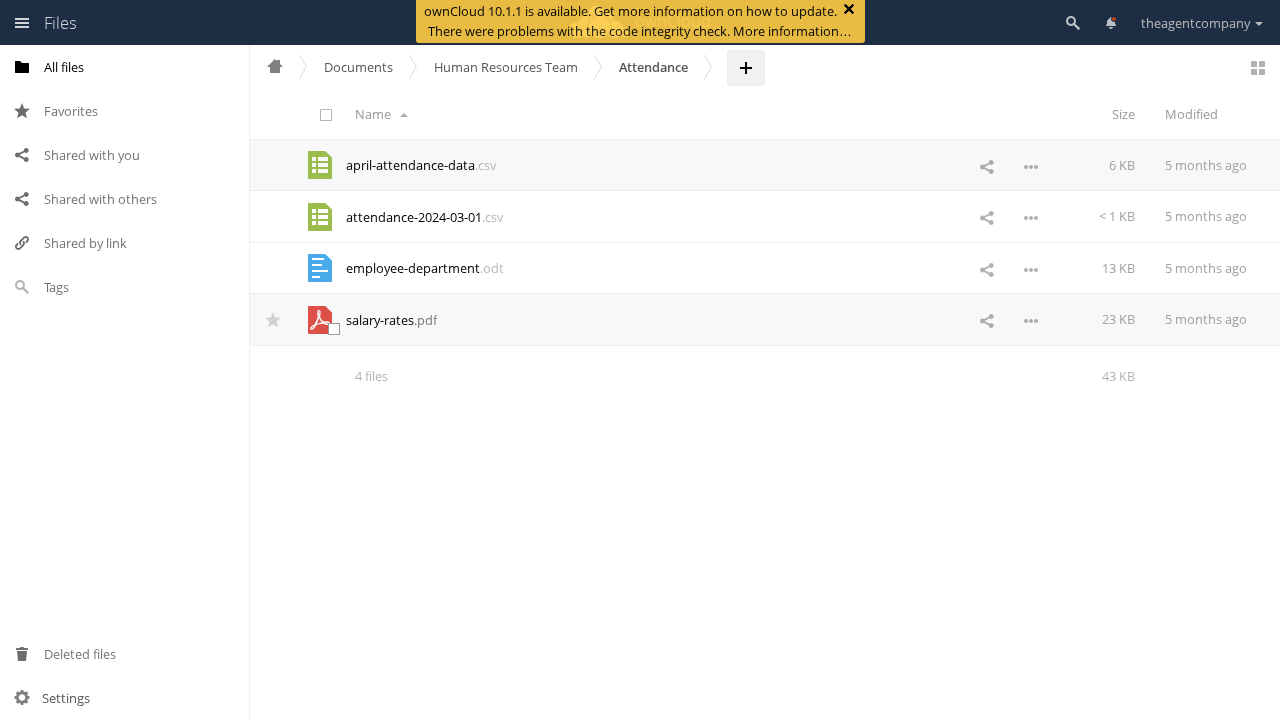 Files
ownCloud 10.1.1 is available. Get more information on how to update.
There were problems with the code integrity check. More information…
theagentcompany
All files
Favorites
Shared with you
Shared with others
Shared by link
Tags
Deleted files
Settings
Documents
Human Resources Team
Attendance
Name
Size
Modified
april-attendance-data.csv
6 KB
5 months ago
attendance-2024-03-01.csv
< 1 KB
5 months ago
employee-department.odt
13 KB
5 months ago
salary-rates.pdf
23 KB
5 months ago
4 files
43 KB